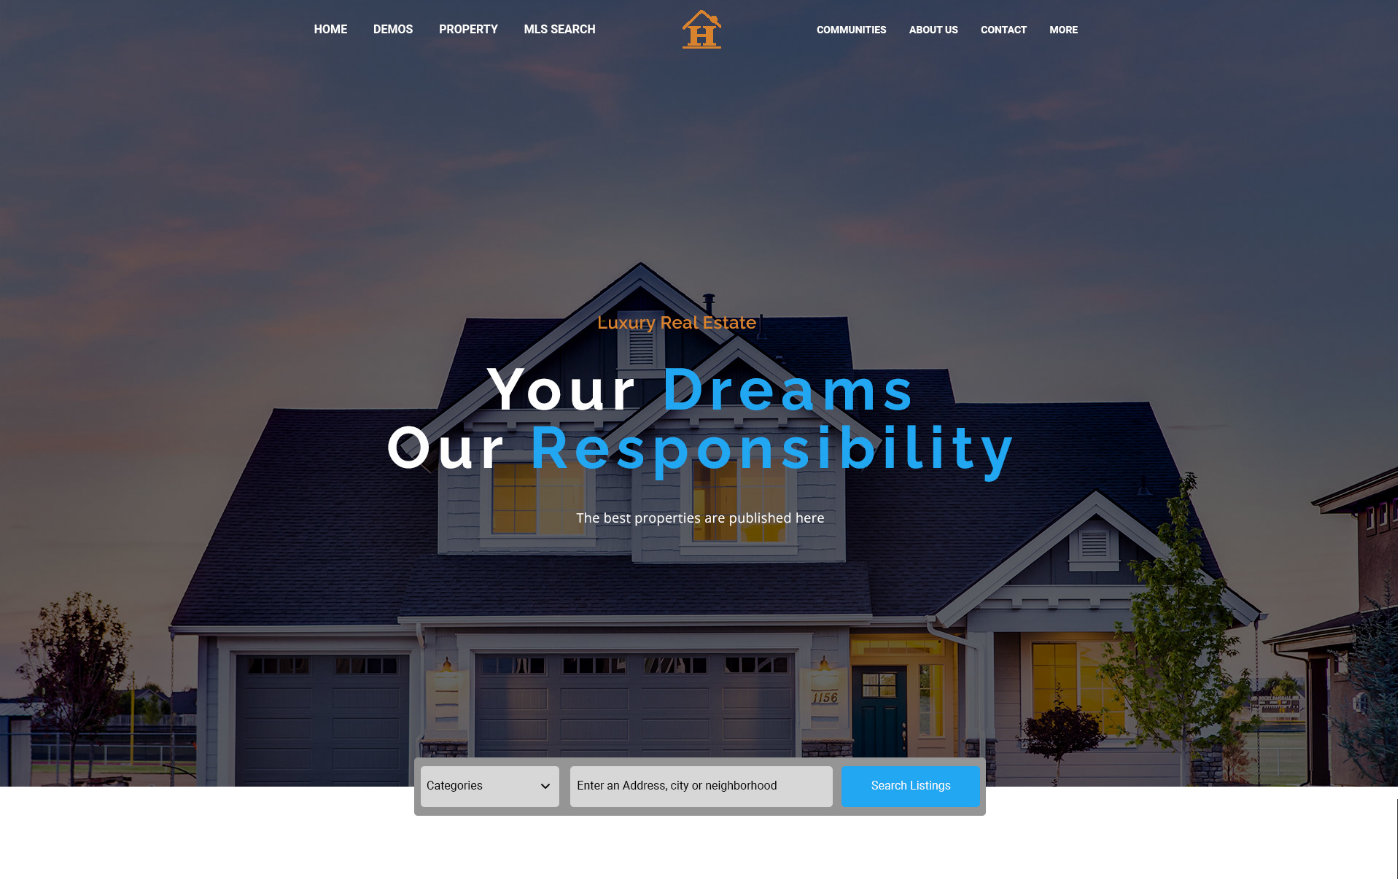 HOME DEMOS PROPERTY MLS SEARCH H COMMUNITIES ABOUT US CONTACT MORE
Luxury Real Estate
Your Dreams
Our Responsibility
The best properties are published here
1156
Categories Enter an Address, city or neighborhood Search Listings